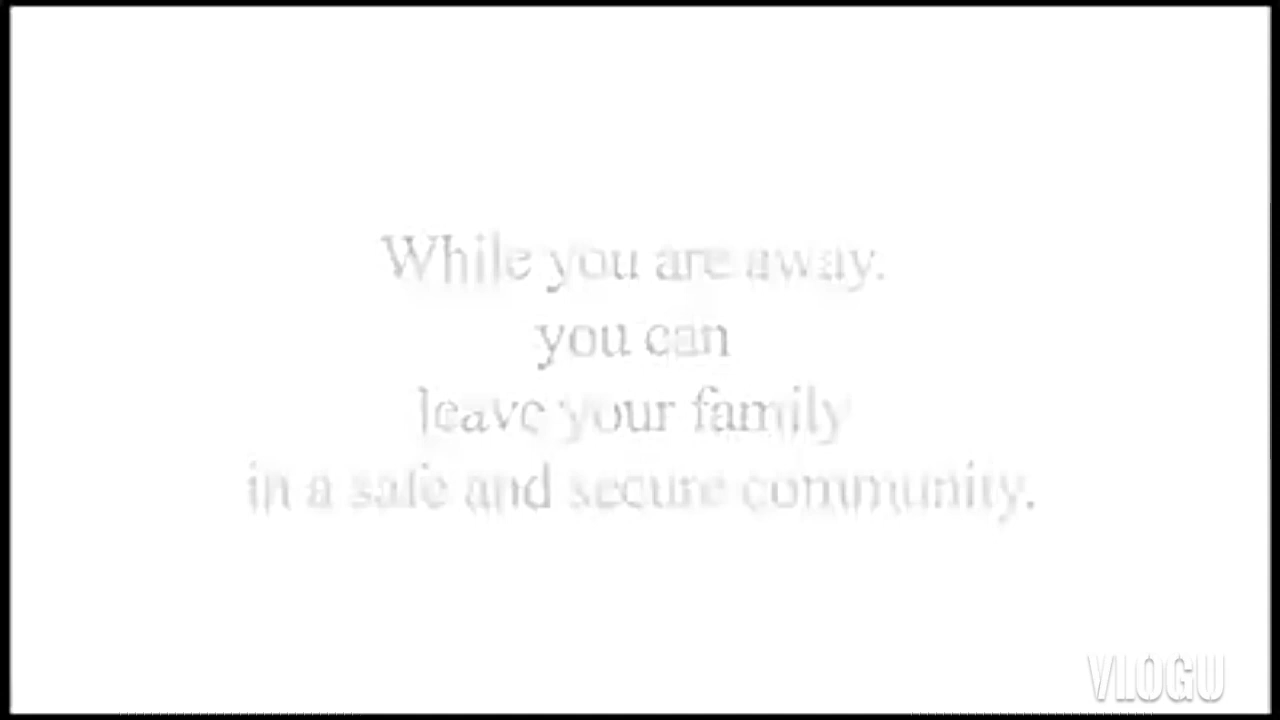 While you are away.
you can
leave your family
in a safe and secure community.
VLOGU